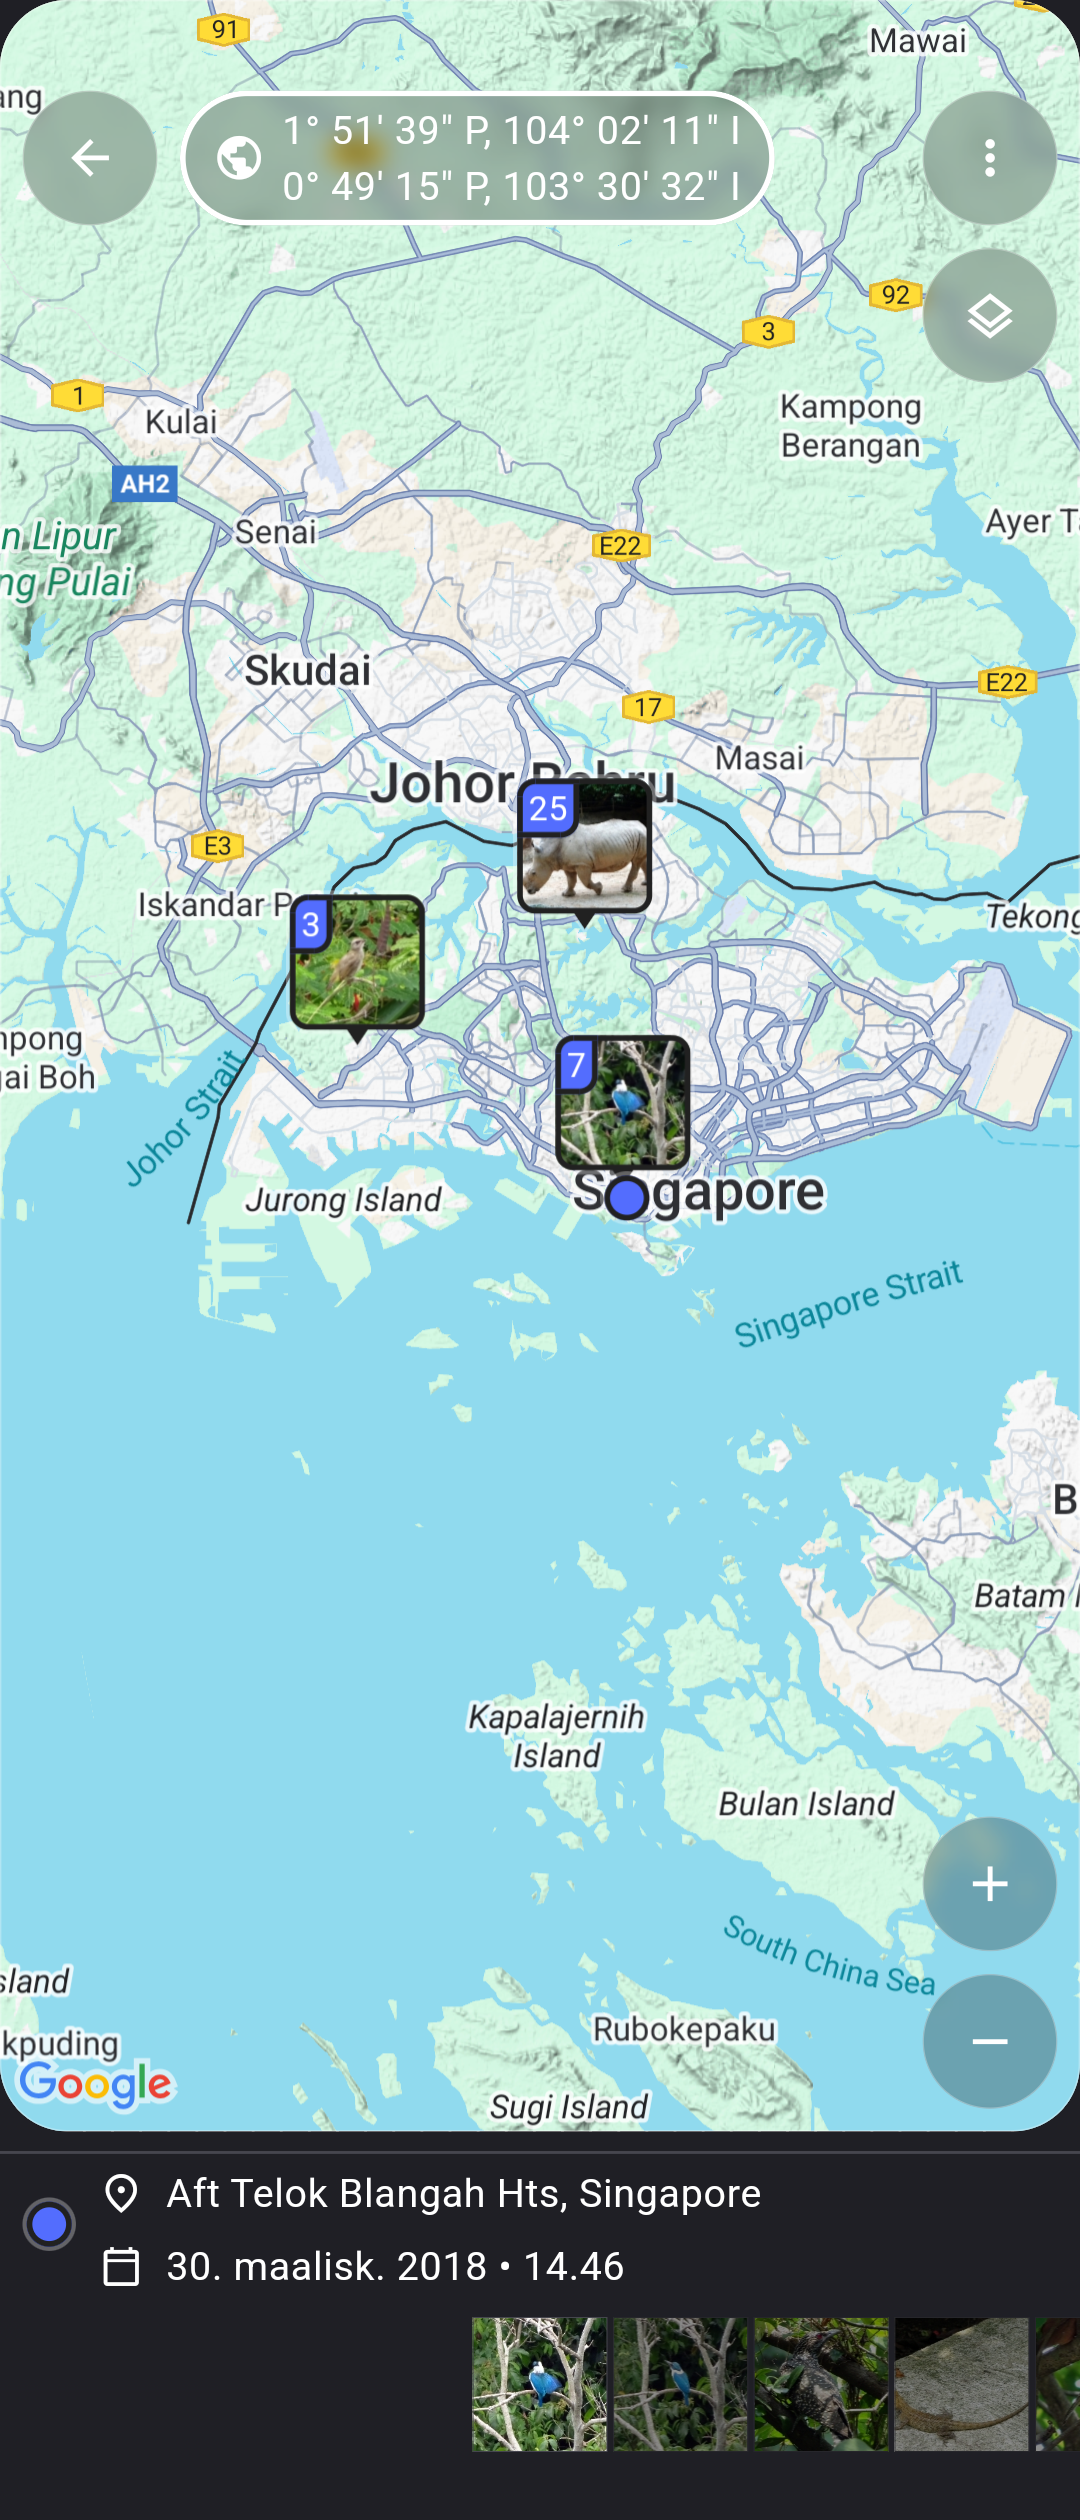 91
Mawai
ang
1° 51' 39" P, 104° 02' 11" I
0° 49' 15" P, 103° 30' 32" I
92
3
1
Kulai
Kampong
Berangan
AH2
Senai
n Lipur
ng Pulai
Ayer Ta
E22
Skudai
E22
17
Masai
Johor Bahru
25
E3
Iskandar P
3
Tekong
npong
gai Boh
7
Johor Strait
Jurong Island
S gapore
Singapore Strait
B
Batam I
Kapalajernih
Island
Bulan Island
South China Sea
sland
Rubokepaku
kpuding
Google
Sugi Island
Aft Telok Blangah Hts, Singapore
30. maalisk. 2018 • 14.46